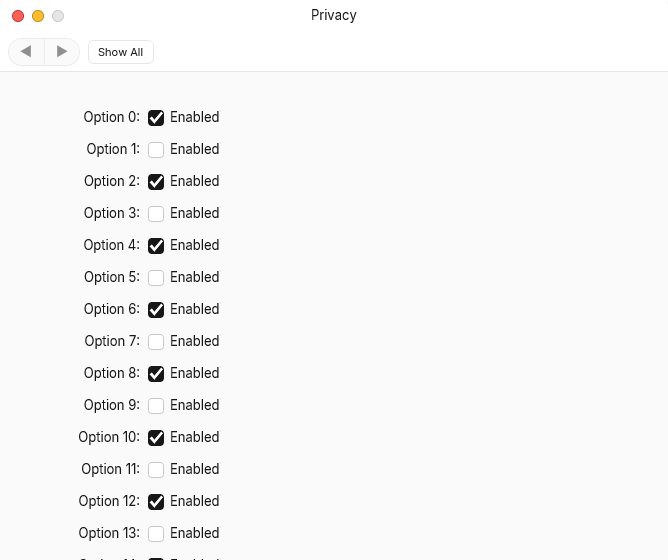 Privacy
Show All
Option 0: Enabled
Option 1: Enabled
Option 2: Enabled
Option 3: Enabled
Option 4: Enabled
Option 5: Enabled
Option 6: Enabled
Option 7: Enabled
Option 8: Enabled
Option 9: Enabled
Option 10: Enabled
Option 11: Enabled
Option 12: Enabled
Option 13: Enabled